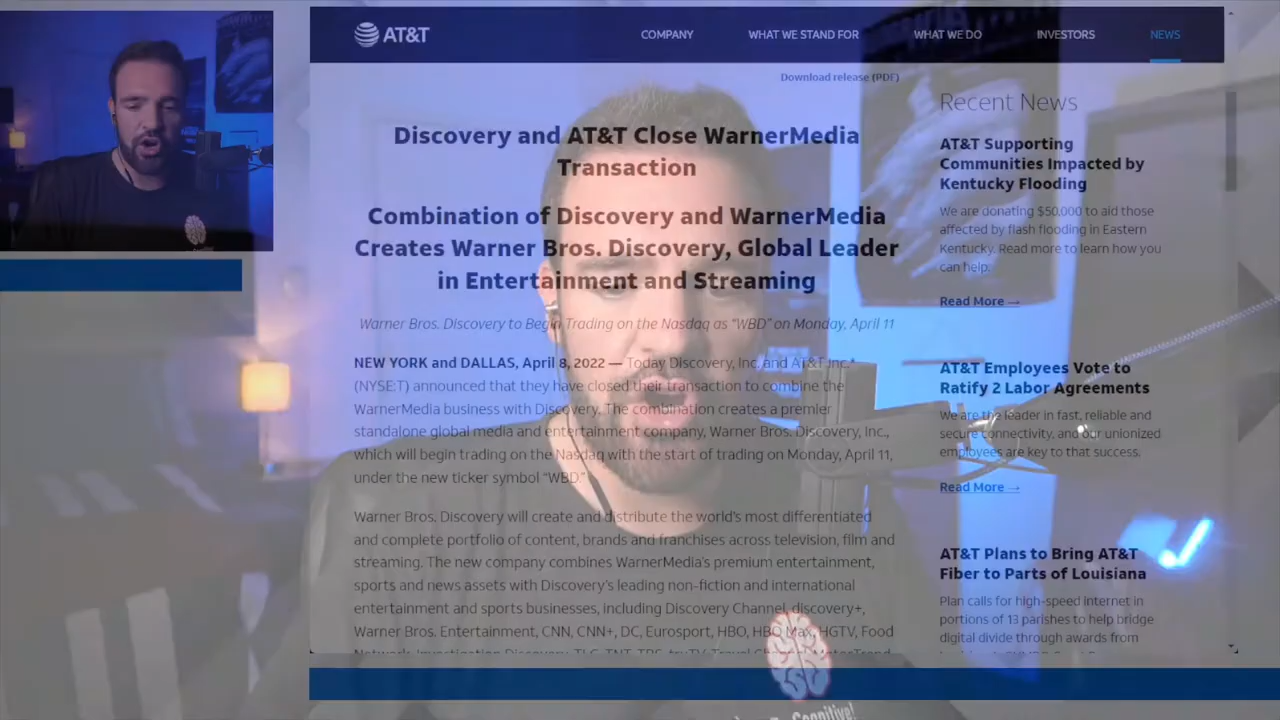 AT&T
COMPANY
WHAT WE STAND FOR
WHAT WE DO
INVESTORS
NEWS
Download release (PDF)
Discovery and AT&T Close WarnerMedia
Transaction
Combination of Discovery and WarnerMedia
Creates Warner Bros. Discovery, Global Leader
in Entertainment and Streaming
Warner Bros. Discovery to Begin Trading on the Nasdaq as “WBD” on Monday, April 11
NEW YORK and DALLAS, April 8, 2022 — Today Discovery, Inc. and AT&T Inc.*
(NYSE:T) announced that they have closed their transaction to combine the
WarnerMedia business with Discovery. The combination creates a premier
standalone global media and entertainment company, Warner Bros. Discovery, Inc.,
which will begin trading on the Nasdaq with the start of trading on Monday, April 11,
under the new ticker symbol “WBD.”
Warner Bros. Discovery will create and distribute the world's most differentiated
and complete portfolio of content, brands and franchises across television, film and
streaming. The new company combines WarnerMedia's premium entertainment,
sports and news assets with Discovery's leading non-fiction and international
entertainment and sports businesses, including Discovery Channel, discovery+,
Warner Bros. Entertainment, CNN, CNN+, DC, Eurosport, HBO, HBO Max, HGTV, Food
Network, Investigation Discovery, TLC, TNT, TBS, truTV, Travel Channel, MotorTrend,
Recent News
AT&T Supporting
Communities Impacted by
Kentucky Flooding
We are donating $50,000 to aid those
affected by flash flooding in Eastern
Kentucky. Read more to learn how you
can help.
Read More →
AT&T Employees Vote to
Ratify 2 Labor Agreements
We are the leader in fast, reliable and
secure connectivity, and our unionized
employees are key to that success.
Read More →
AT&T Plans to Bring AT&T
Fiber to Parts of Louisiana
Plan calls for high-speed internet in
portions of 13 parishes to help bridge
digital divide through awards from
Cognitive!